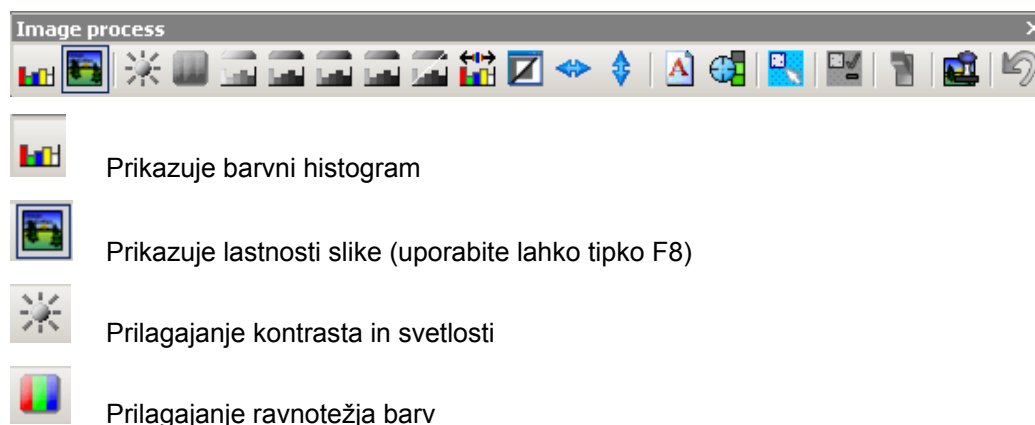 Image process
Prikazuje barvni histogram
Prikazuje lastnosti slike (uporabite lahko tipko F8)
Prilagajanje kontrasta in svetlosti
Prilagajanje ravnotežja barv